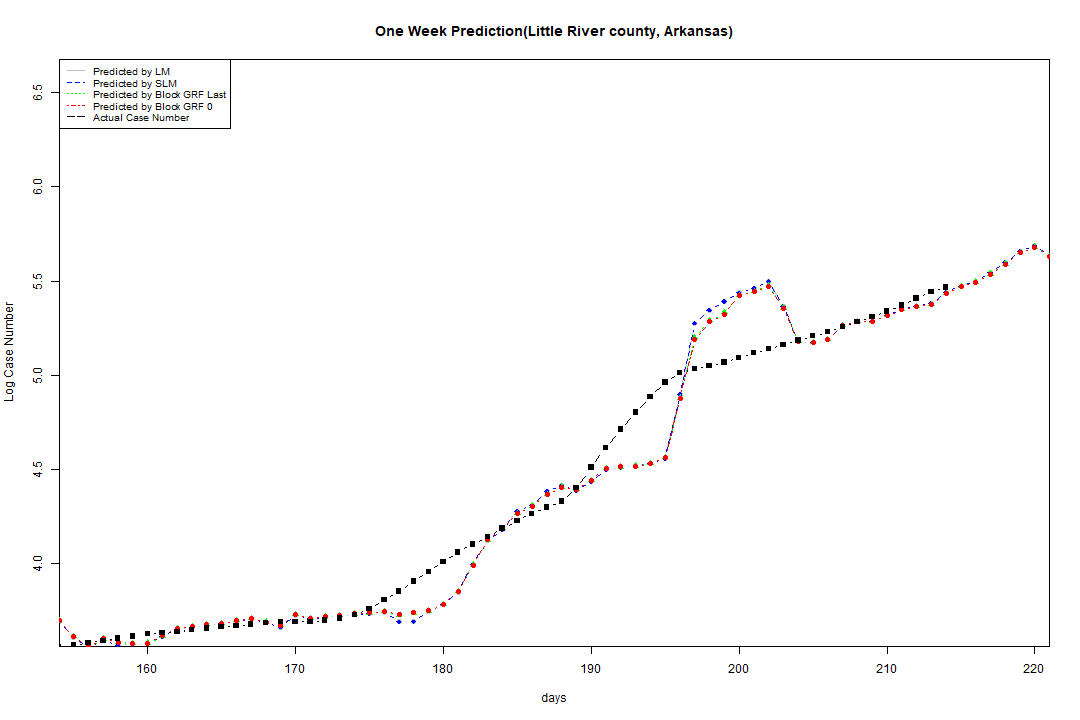 One Week Prediction(Little River county, Arkansas)
Predicted by LM
Predicted by SLM
Predicted by Block GRF Last
Predicted by Block GRF 0
Actual Case Number
6.5
6.0
5.5
5.0
4.5
4.0
Log Case Number
160 170 180 190 200 210 220
days